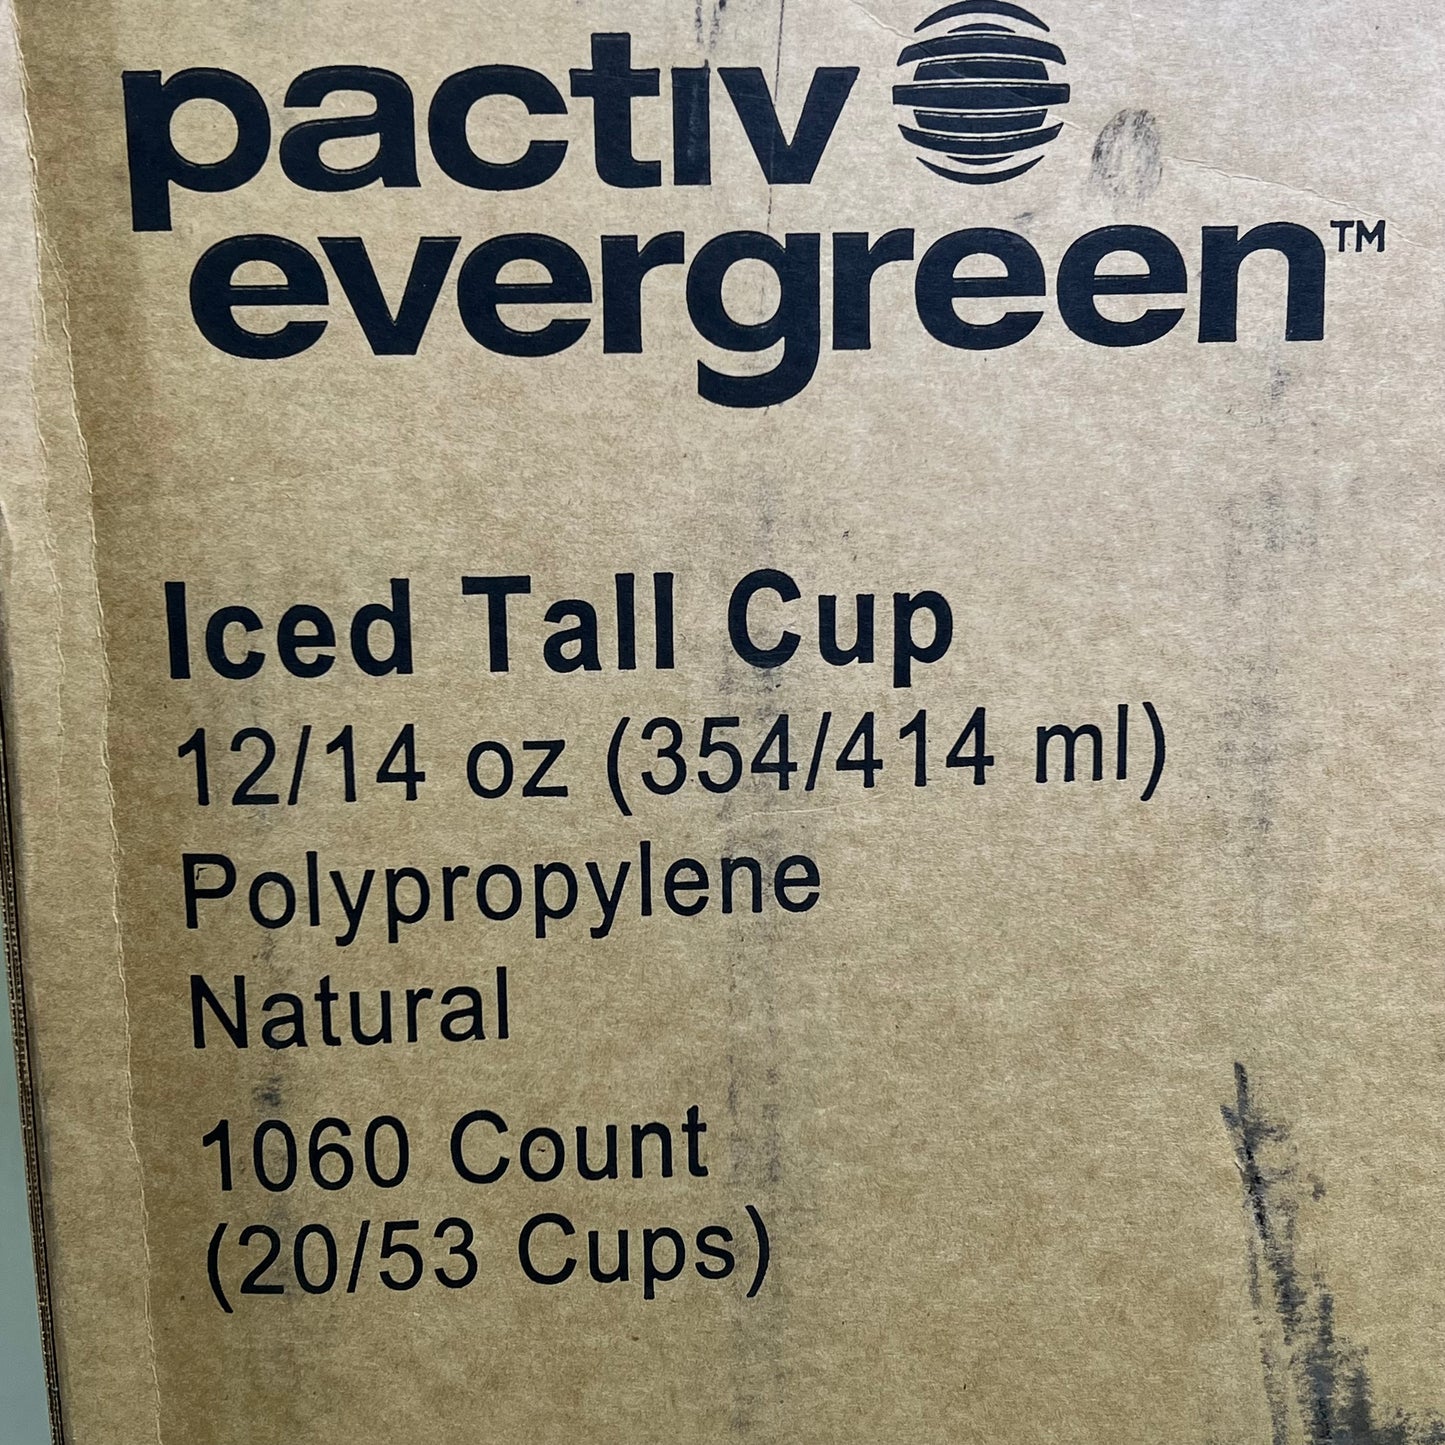 pactiv
evergreen™
Iced Tall Cup
12/14 oz (354/414 ml)
Polypropylene
Natural
1060 Count
(20/53 Cups)